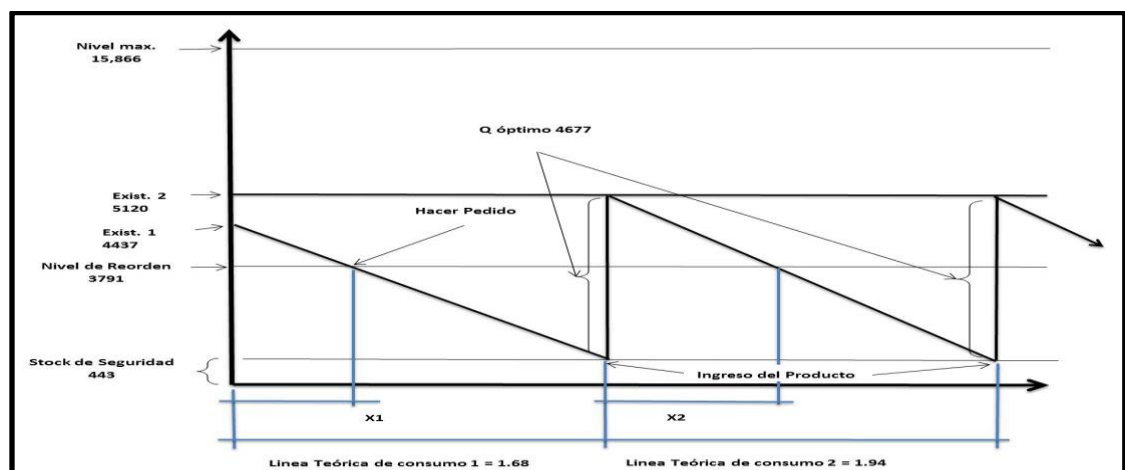 Nivel max.
15,866
Q óptimo 4677
Exist. 2
5120
Hacer Pedido
Exist. 1
4437
Nivel de Reorden
3791
Stock de Seguridad
443
Ingreso del Producto
X1
X2
Linea Teórica de consumo 1 = 1.68
Linea Teórica de consumo 2 = 1.94